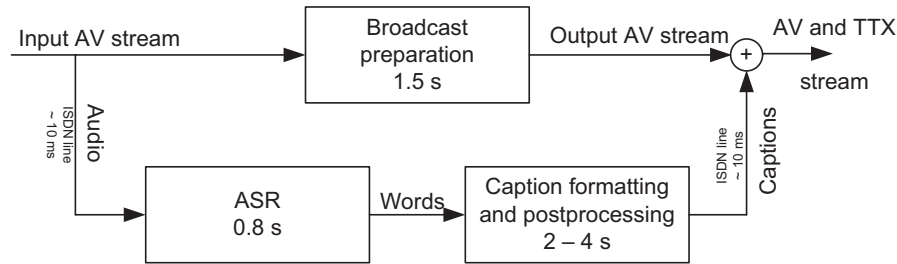 Input AV stream
Broadcast
preparation
1.5 s
Output AV stream
+
AV and TTX
stream
Audio
ISDN line
~ 10 ms
ASR
0.8 s
Words
Caption formatting
and postprocessing
2 – 4 s
ISDN line
~ 10 ms
Captions